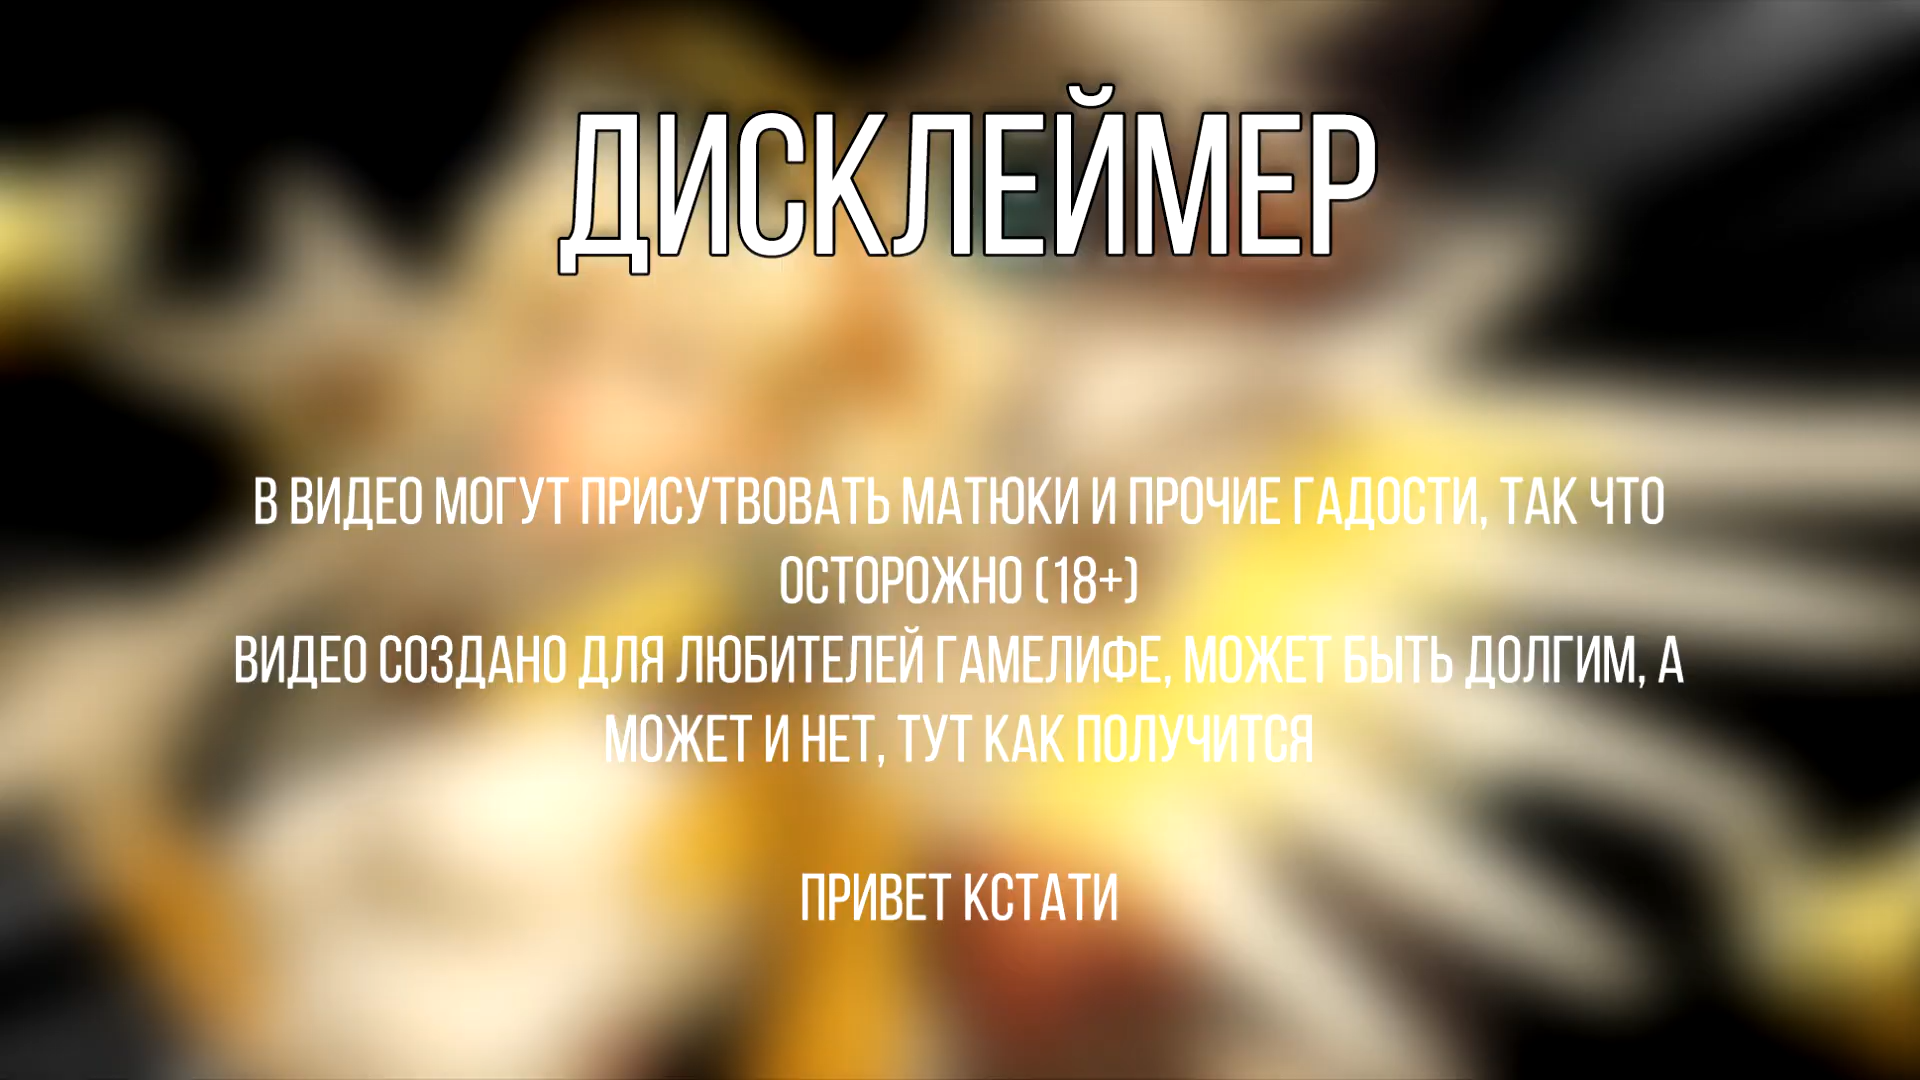 ДИСКЛЕЙМЕР
В ВИДЕО МОГУТ ПРИСУТВОВАТЬ МАТЮКИ И ПРОЧИЕ ГАДОСТИ, ТАК ЧТО
ОСТОРОЖНО (18+)
ВИДЕО СОЗДАНО ДЛЯ ЛЮБИТЕЛЕЙ ГАМЕЛИФЕ, МОЖЕТ БЫТЬ ДОЛГИМ, А
МОЖЕТ И НЕТ, ТУТ КАК ПОЛУЧИТСЯ
ПРИВЕТ КСТАТИ